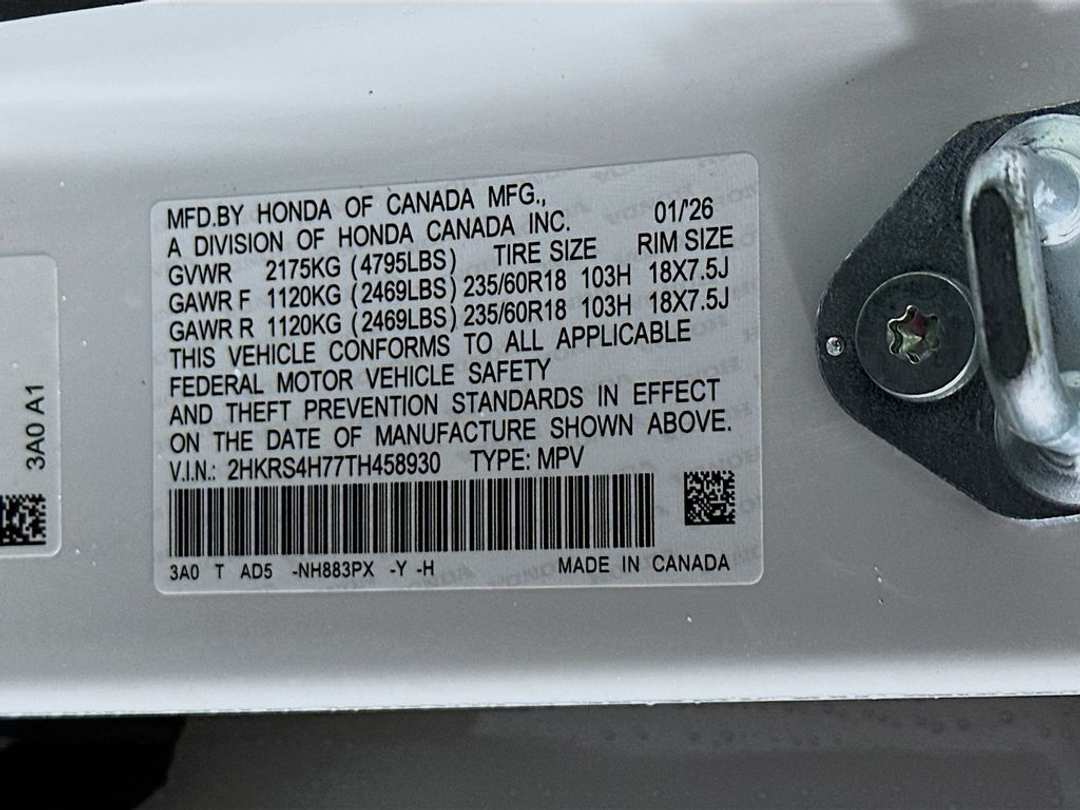 MFD.BY HONDA OF CANADA MFG.,
A DIVISION OF HONDA CANADA INC. 01/'26
GVWR 2175KG (4795LBS) TIRE SIZE RIM SIZE
GAWR F 1120KG (2469LBS) 235/60R18 103H 18X7.5J
GAWR R 1120KG (2469LBS) 235/60R18 103H 18X7.5J
THIS VEHICLE CONFORMS TO ALL APPLICABLE
FEDERAL MOTOR VEHICLE SAFETY
AND THEFT PREVENTION STANDARDS IN EFFECT
ON THE DATE OF MANUFACTURE SHOWN ABOVE.
V.I.N.: 2HKRS4H77TH458930 TYPE: MPV
3A0 T AD5 -NH883PX -Y -H MADE IN CANADA
3A0 A1